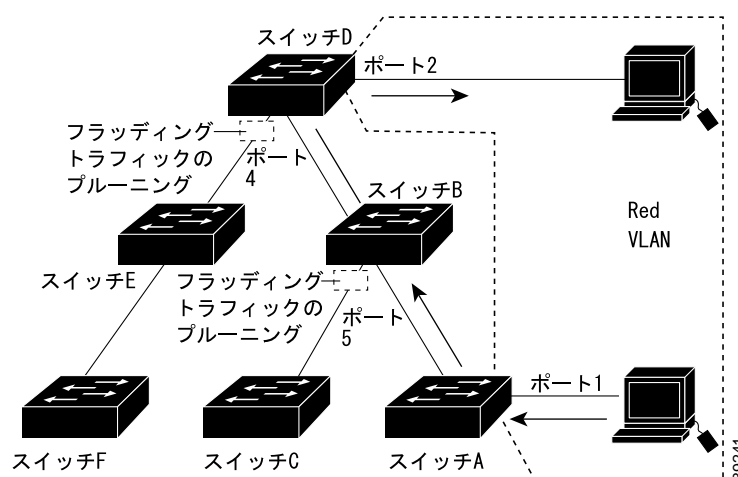 スイッチD
ポート2
フラッディング
トラフィックの
プルーニング
ポート
4
スイッチB
Red
VLAN
スイッチE
フラッディング
トラフィックの
プルーニング
ポート
5
ポート1
スイッチF
スイッチC
スイッチA